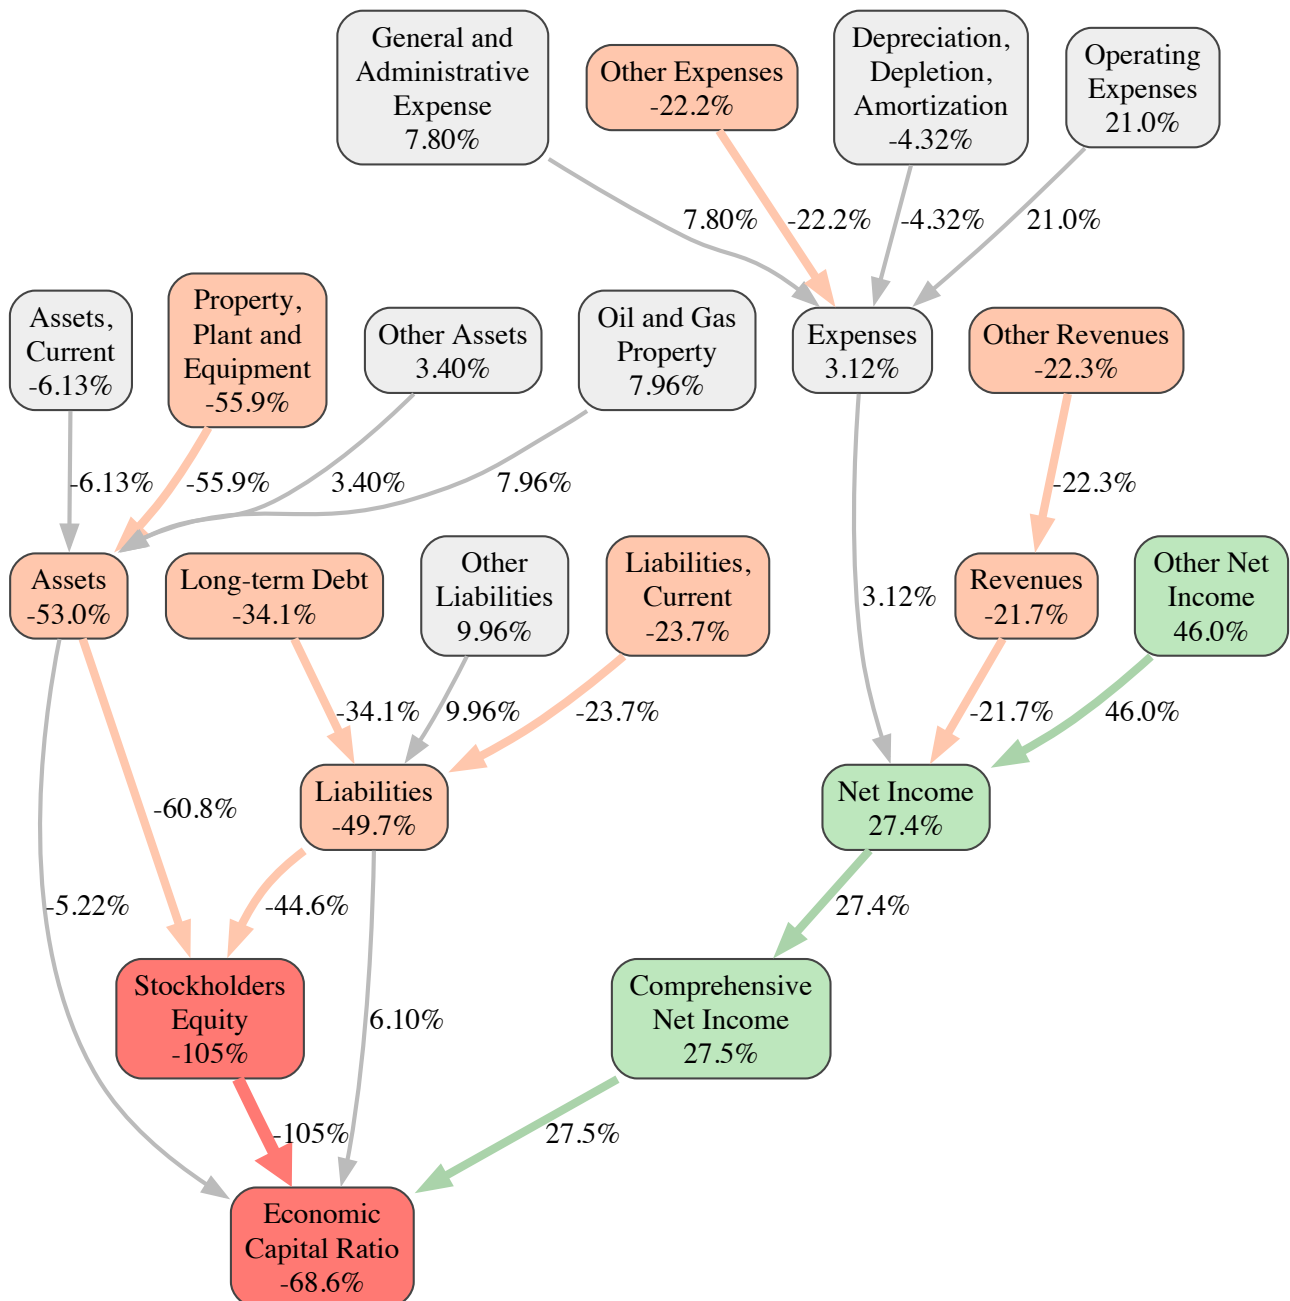 General and
Administrative
Expense
7.80%
Other Expenses
-22.2%
Depreciation,
Depletion,
Amortization
-4.32%
Operating
Expenses
21.0%
7.80%
-22.2%
-4.32%
21.0%
Assets,
Current
-6.13%
Property,
Plant and
Equipment
-55.9%
Other Assets
3.40%
Oil and Gas
Property
7.96%
Expenses
3.12%
Other Revenues
-22.3%
-6.13%
-55.9%
3.40%
7.96%
-22.3%
Assets
-53.0%
Long-term Debt
-34.1%
Other
Liabilities
9.96%
Liabilities,
Current
-23.7%
3.12%
Revenues
-21.7%
Other Net
Income
46.0%
-34.1%
9.96%
-23.7%
-21.7%
46.0%
-60.8%
Liabilities
-49.7%
Net Income
27.4%
-5.22%
-44.6%
27.4%
Stockholders
Equity
-105%
6.10%
Comprehensive
Net Income
27.5%
-105%
27.5%
Economic
Capital Ratio
-68.6%